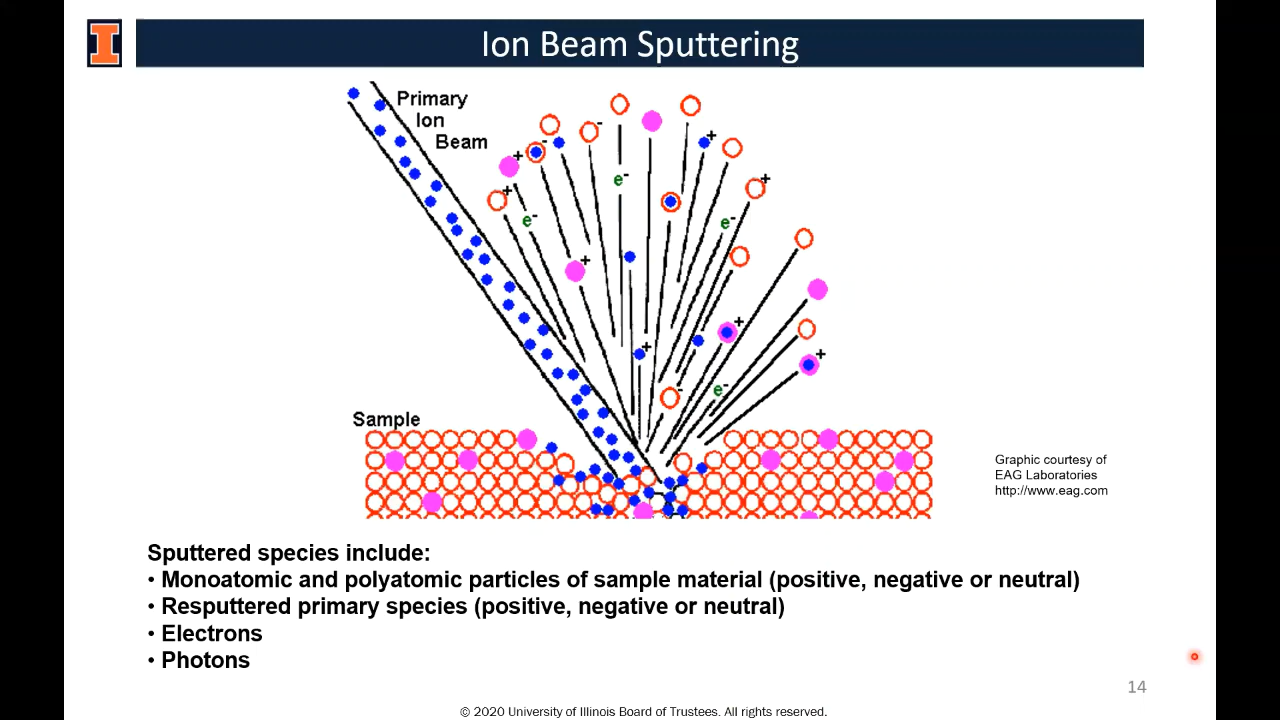 I
Ion Beam Sputtering
Primary
Ion
Beam
+
-
-
+
+
+
e-
e-
e-
+
+
+
-
e-
+
Sample
Graphic courtesy of
EAG Laboratories
http://www.eag.com
Sputtered species include:
• Monoatomic and polyatomic particles of sample material (positive, negative or neutral)
• Resputtered primary species (positive, negative or neutral)
• Electrons
• Photons
14
© 2020 University of Illinois Board of Trustees. All rights reserved.